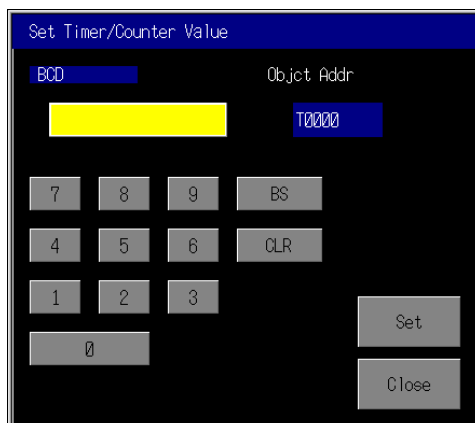 Set Timer/Counter Value
BCD Objct Addr
T0000
7 8 9 BS
4 5 6 CLR
1 2 3
Set
0
Close